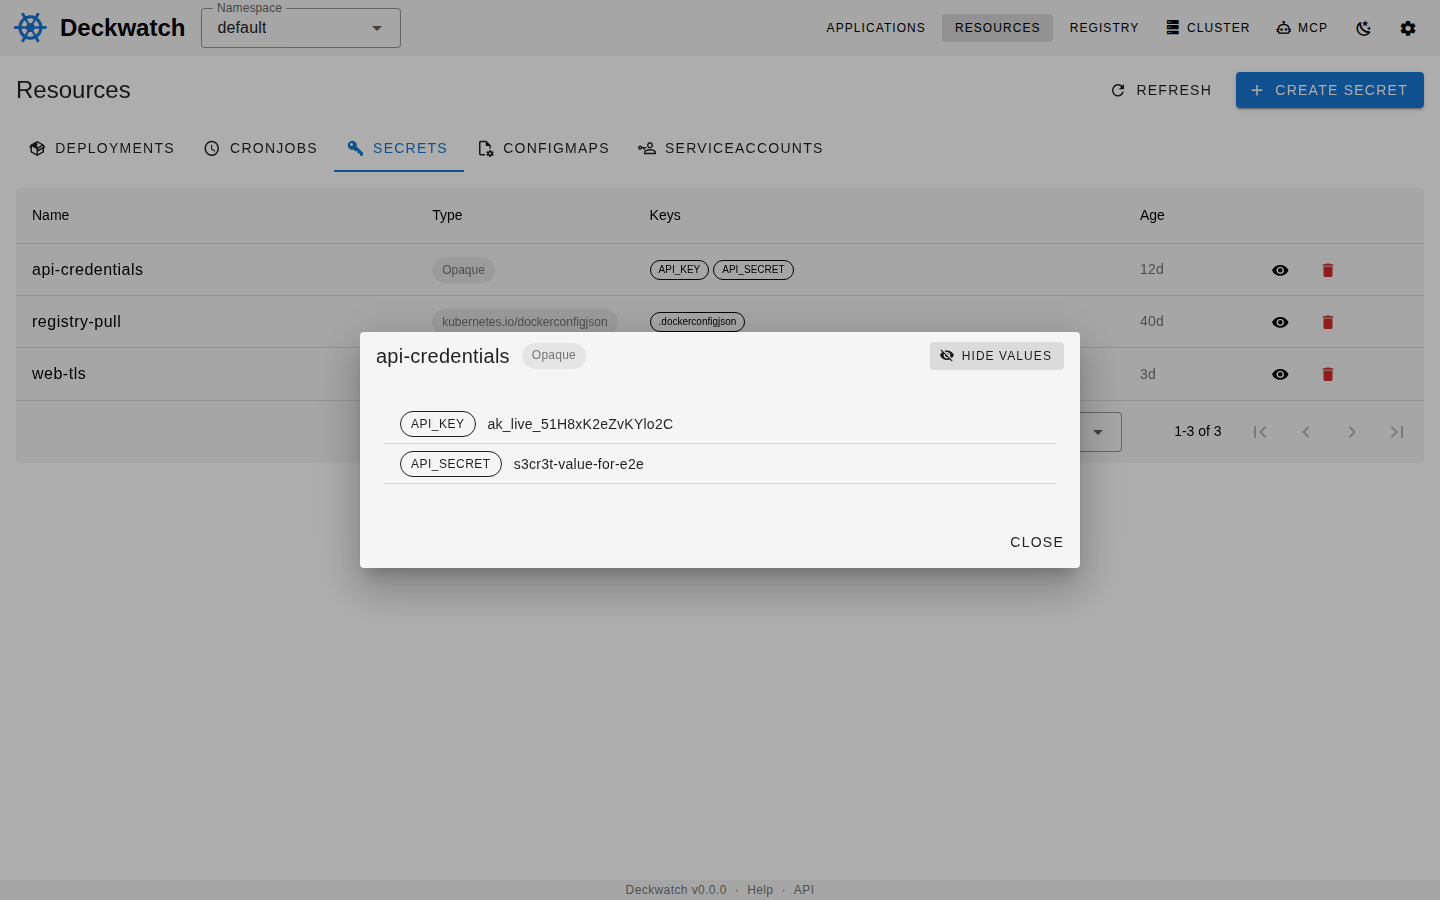 Deckwatch
Namespace
default
APPLICATIONS
RESOURCES
REGISTRY
CLUSTER
MCP
Resources
REFRESH
CREATE SECRET
DEPLOYMENTS
CRONJOBS
SECRETS
CONFIGMAPS
SERVICEACCOUNTS
Name Type Keys Age
api-credentials Opaque API_KEY API_SECRET 12d
registry-pull kubernetes.io/dockerconfigjson .dockerconfigjson 40d
web-tls 3d
1-3 of 3
api-credentials Opaque HIDE VALUES
API_KEY ak_live_51H8xK2eZvKYlo2C
API_SECRET s3cr3t-value-for-e2e
CLOSE
Deckwatch v0.0.0 · Help · API